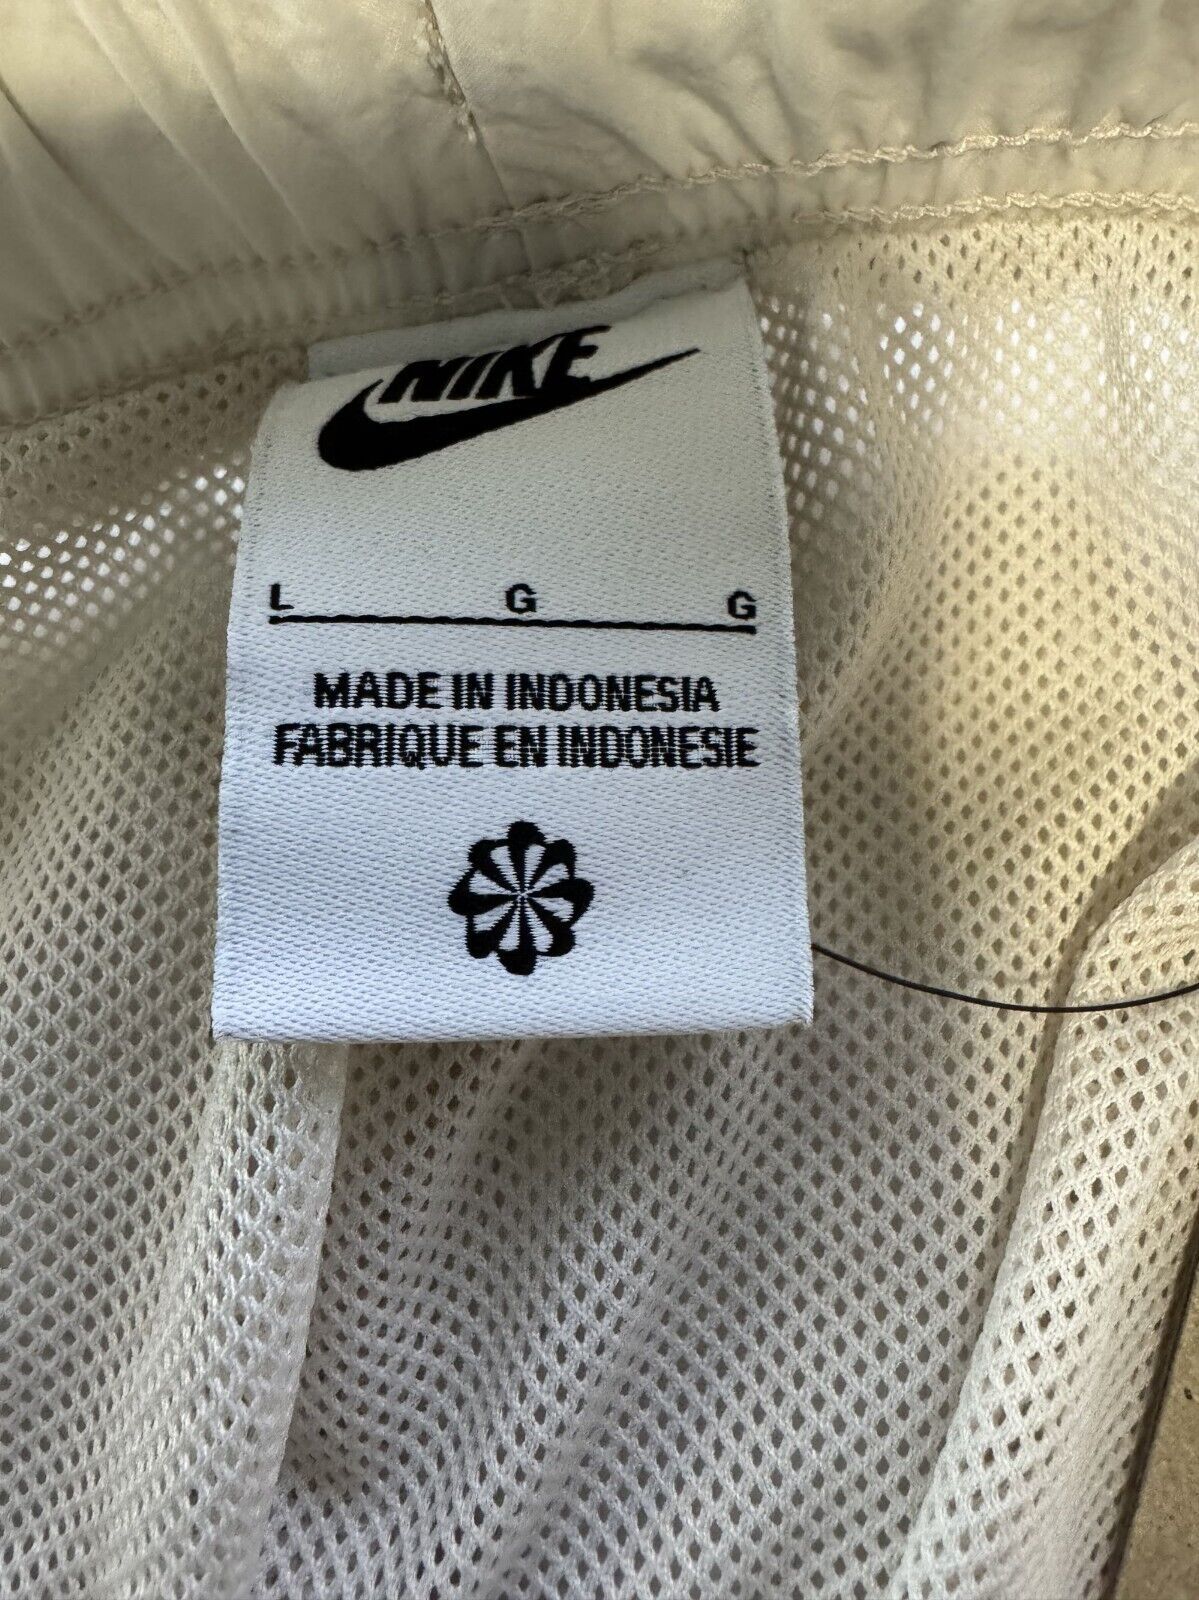 NIKE
L G G
MADE IN INDONESIA
FABRIQUE EN INDONESIE